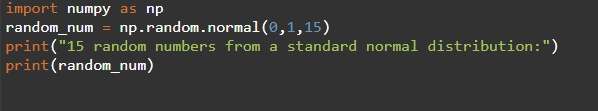 import numpy as np
random_num = np.random.normal(0,1,15)
print("15 random numbers from a standard normal distribution:")
print(random_num)